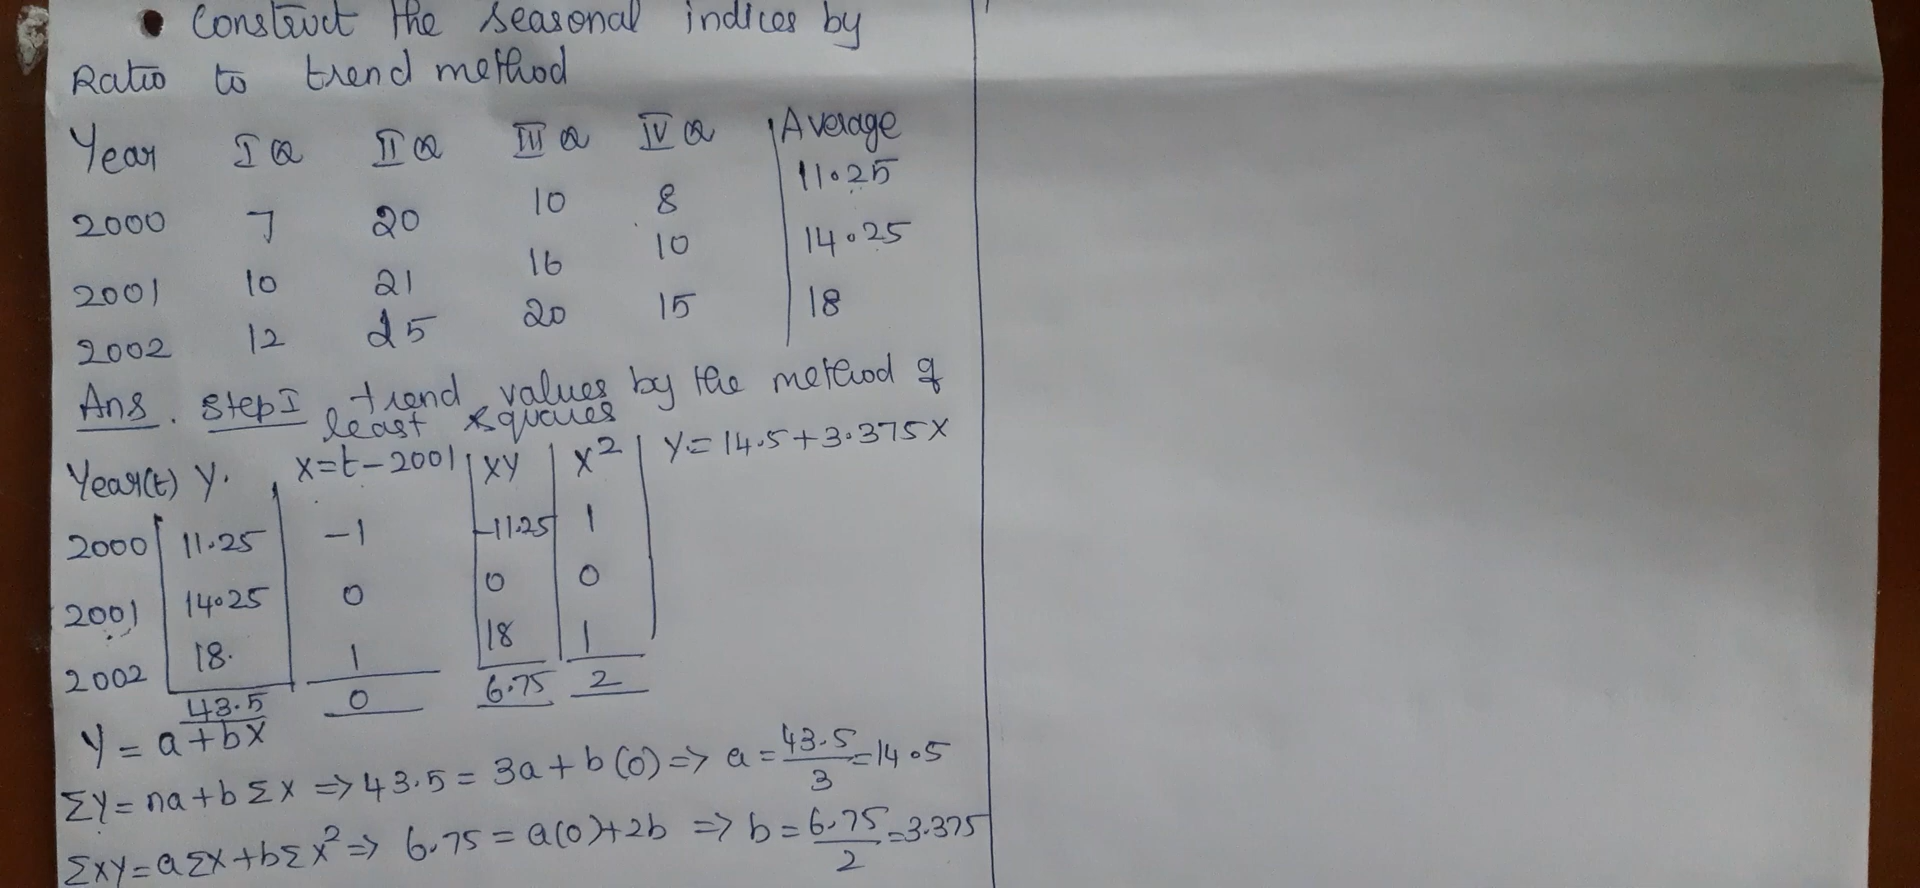 • Construct the seasonal indices by
Ratio to trend method
Year I Q II Q III Q IV Q Average
2000 7 20 10 8 11.25
2001 10 21 16 10 14.25
2002 12 25 20 15 18
Ans. Step I trend values by the method of
least squares
Year(t) Y. X=t-2001 XY X² Y=14.5+3.375X
2000 11.25 -1 -11.25 1
2001 14.25 0 0 0
2002 18. 1 18 1
43.5 0 6.75 2
Y = a+bX
ΣY=na+bΣX ⇒ 43.5 = 3a+b(0) ⇒ a = 43.5/3 = 14.5
ΣXY=aΣX+bΣX² ⇒ 6.75 = a(0)+2b ⇒ b = 6.75/2 = 3.375